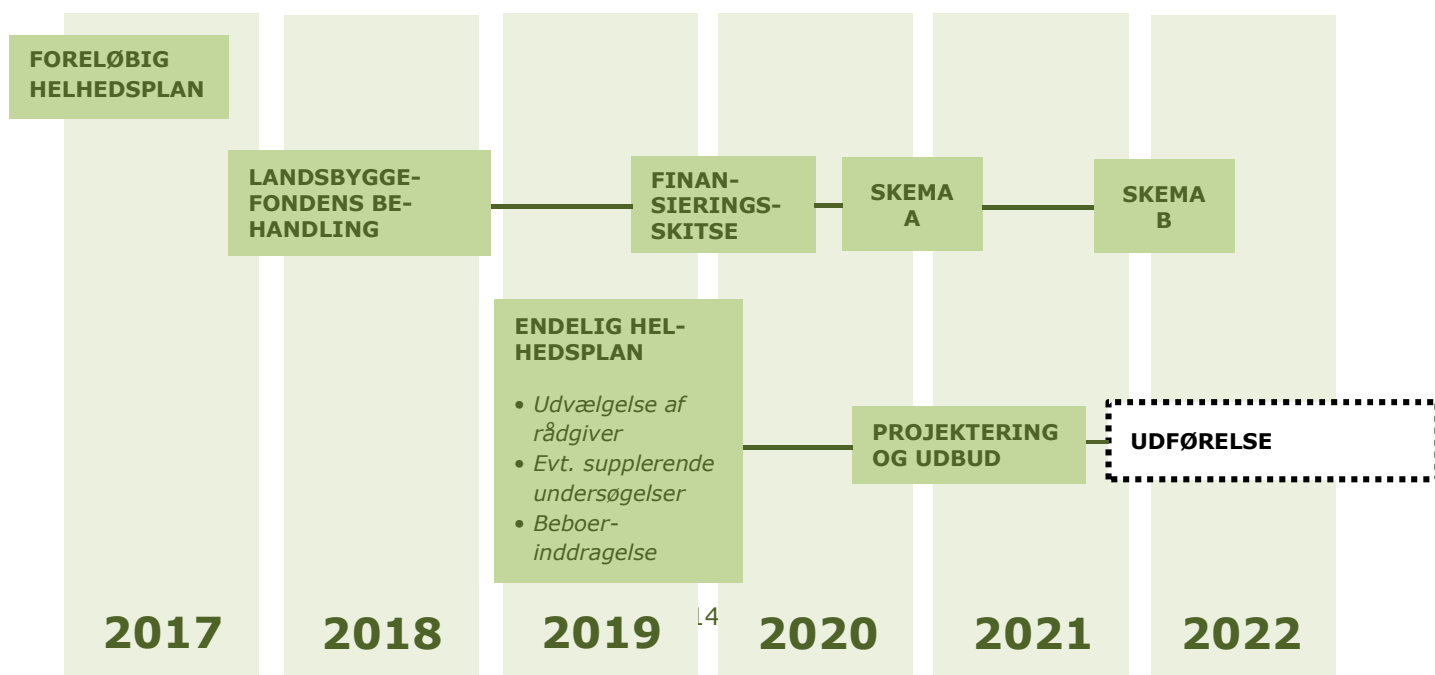 FORELØBIG
HELHEDSPLAN
LANDSBYGGE-
FONDENS BE-
HANDLING
FINAN-
SIERINGS-
SKITSE
SKEMA
A
SKEMA
B
ENDELIG HEL-
HEDSPLAN
• Udvælgelse af
rådgiver
• Evt. supplerende
undersøgelser
• Beboer-
inddragelse
PROJEKTERING
OG UDBUD
UDFØRELSE
14
2017 2018 2019 2020 2021 2022